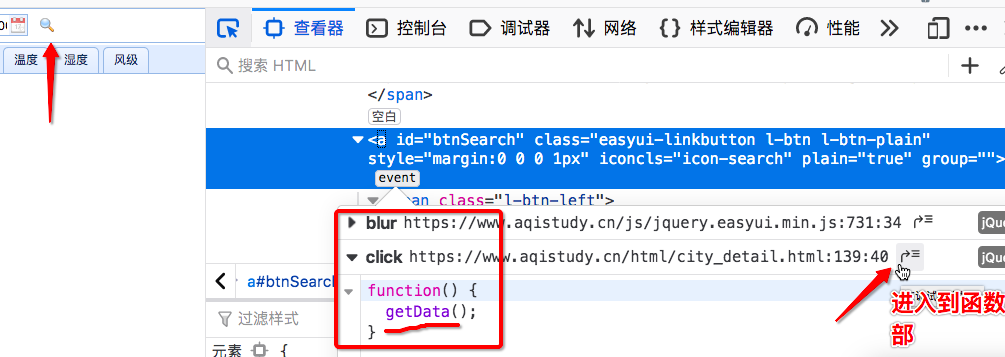 查看器
控制台
调试器
网络
样式编辑器
性能
温度
湿度
风级
搜索 HTML
</span>
空白
<a id="btnSearch" class="easyui-linkbutton l-btn l-btn-plain"
style="margin:0 0 0 1px" iconcls="icon-search" plain="true" group="">
event
an class="l-btn-left">
blur https://www.aqistudy.cn/js/jquery.easyui.min.js:731:34
jQue
click https://www.aqistudy.cn/html/city_detail.html:139:40
jQue
function() {
getData();
}
进入到函数
部
a#btnSearch
过滤样式
元素 {